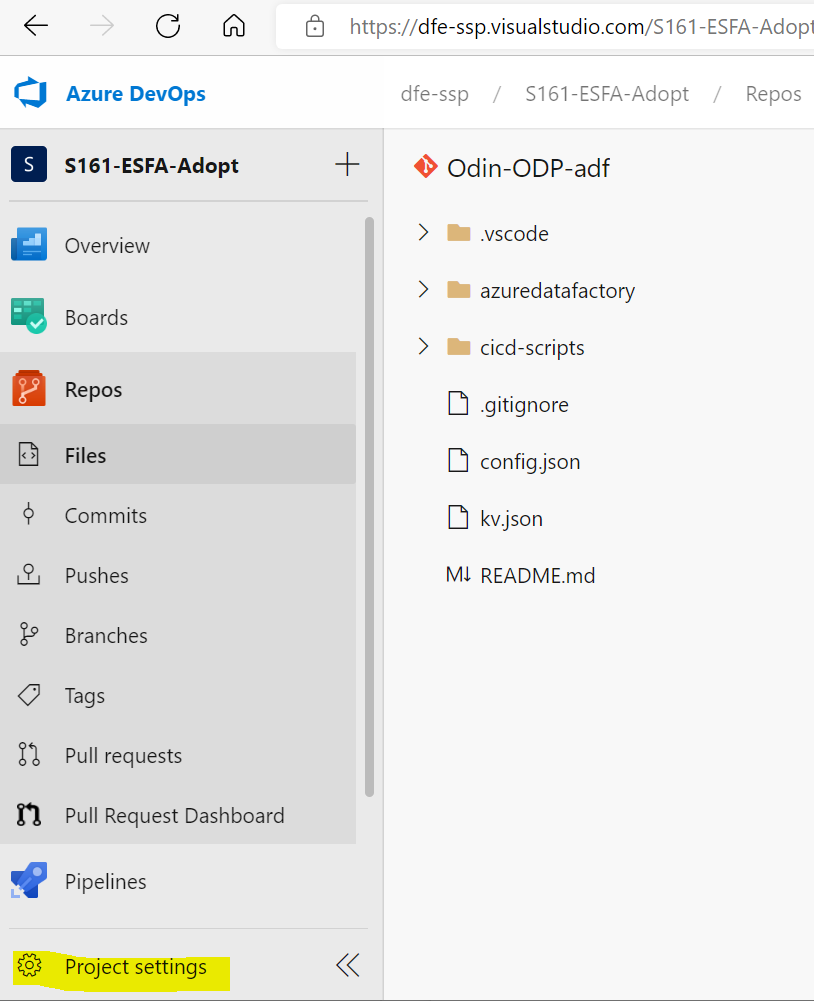 https://dfe-ssp.visualstudio.com/S161-ESFA-Adopt
Azure DevOps
dfe-ssp / S161-ESFA-Adopt / Repos
S S161-ESFA-Adopt
Odin-ODP-adf
Overview
Boards
Repos
Files
Commits
Pushes
Branches
Tags
Pull requests
Pull Request Dashboard
Pipelines
Project settings
.vscode
azuredatafactory
cicd-scripts
.gitignore
config.json
kv.json
M↓ README.md